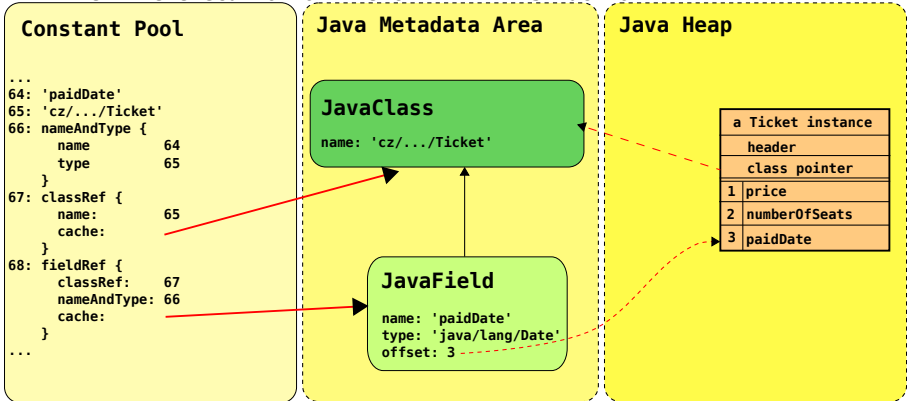 Constant Pool
...
64: 'paidDate'
65: 'cz/.../Ticket'
66: nameAndType {
name 64
type 65
}
67: classRef {
name: 65
cache:
}
68: fieldRef {
classRef: 67
nameAndType: 66
cache:
}
...
Java Metadata Area
JavaClass
name: 'cz/.../Ticket'
JavaField
name: 'paidDate'
type: 'java/lang/Date'
offset: 3
Java Heap
a Ticket instance
header
class pointer
1 price
2 numberOfSeats
3 paidDate